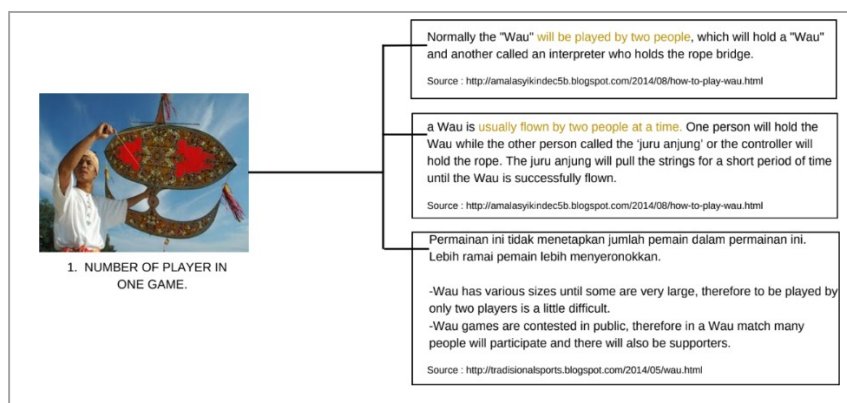 Normally the "Wau" will be played by two people, which will hold a "Wau"
and another called an interpreter who holds the rope bridge.
Source : http://amalasyikindec5b.blogspot.com/2014/08/how-to-play-wau.html
a Wau is usually flown by two people at a time. One person will hold the
Wau while the other person called the 'juru anjung' or the controller will
hold the rope. The juru anjung will pull the strings for a short period of time
until the Wau is successfully flown.
Source : http://amalasyikindec5b.blogspot.com/2014/08/how-to-play-wau.html
1. NUMBER OF PLAYER IN
ONE GAME.
Permainan ini tidak menetapkan jumlah pemain dalam permainan ini.
Lebih ramai pemain lebih menyeronokkan.
-Wau has various sizes until some are very large, therefore to be played by
only two players is a little difficult.
-Wau games are contested in public, therefore in a Wau match many
people will participate and there will also be supporters.
Source : http://tradisionalsports.blogspot.com/2014/05/wau.html